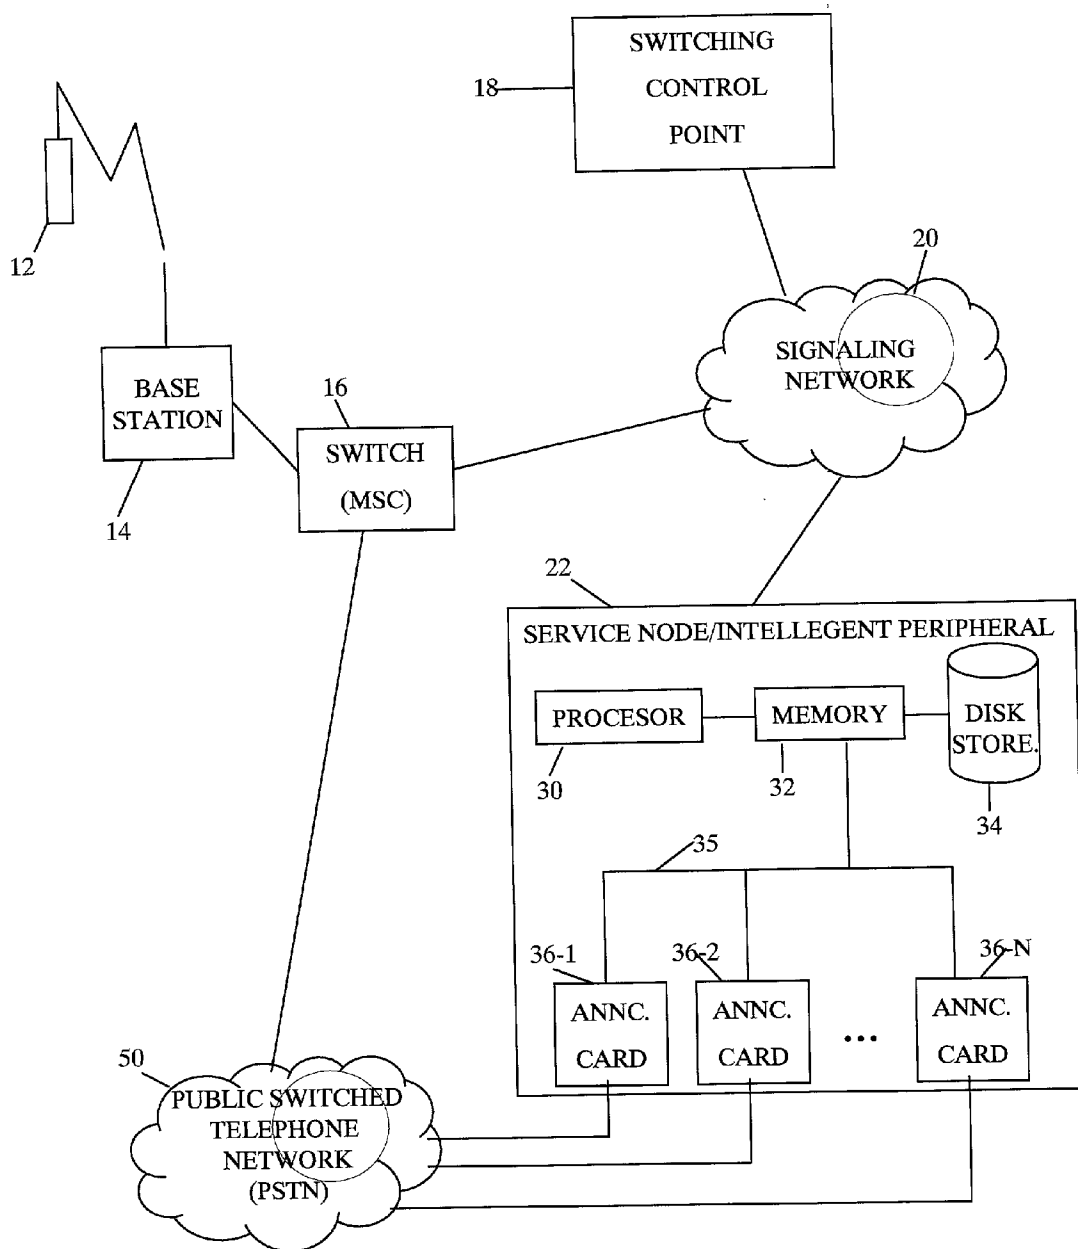 SWITCHING
CONTROL
POINT
18
12
20
SIGNALING
NETWORK
BASE
STATION
14
16
SWITCH
(MSC)
22
SERVICE NODE/INTELLEGENT PERIPHERAL
PROCESOR
30
MEMORY
32
DISK
STORE.
34
35
36-1
36-2
36-N
ANNC.
CARD
ANNC.
CARD
...
ANNC.
CARD
50
PUBLIC SWITCHED
TELEPHONE
NETWORK
(PSTN)